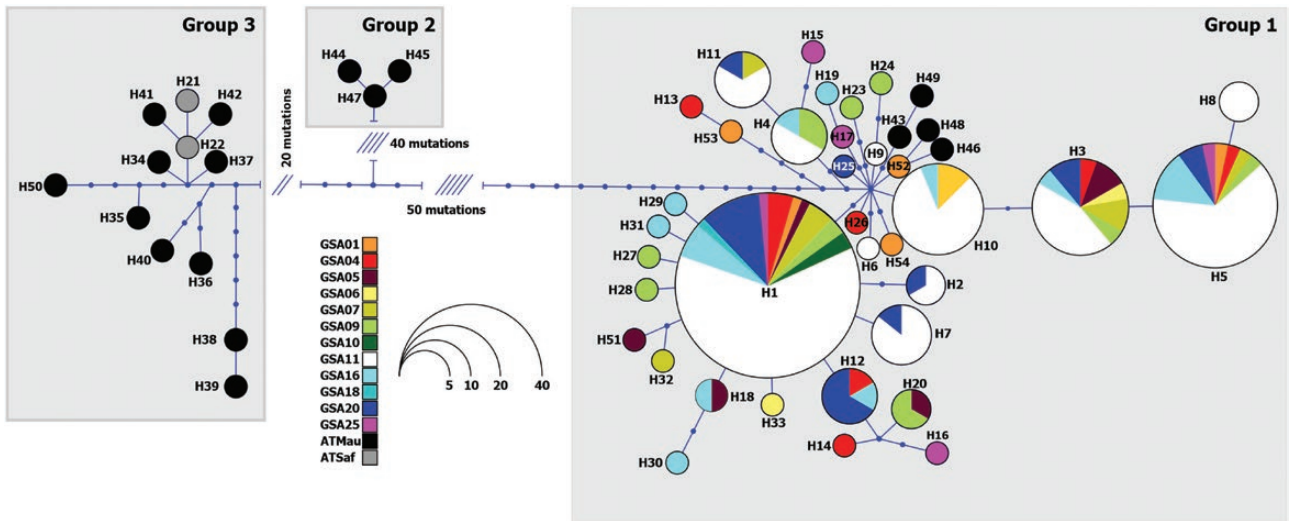 Group 3
Group 2
Group 1
H44
H45
H47
H21
H41
H42
H22
H34
H37
H50
H35
H40
H36
H38
H39
20 mutations
40 mutations
50 mutations
GSA01
GSA04
GSA05
GSA06
GSA07
GSA09
GSA10
GSA11
GSA16
GSA18
GSA20
GSA25
ATMau
ATSaf
5 10 20 40
H15
H11
H24
H19
H49
H23
H13
H4
H17
H43
H48
H53
H9
H46
H25
H52
H8
H3
H5
H10
H26
H6
H54
H29
H31
H27
H28
H1
H2
H7
H51
H32
H18
H33
H12
H20
H14
H16
H30